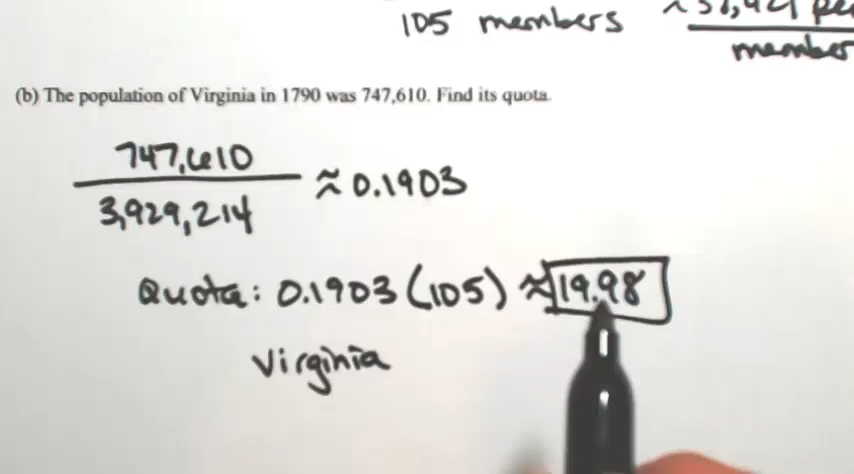 105 members ~
member
(b) The population of Virginia in 1790 was 747,610. Find its quota.
747,610
3,929,214
≈ 0.1903
Quota: 0.1903 (105) ≈ 19.98
Virginia